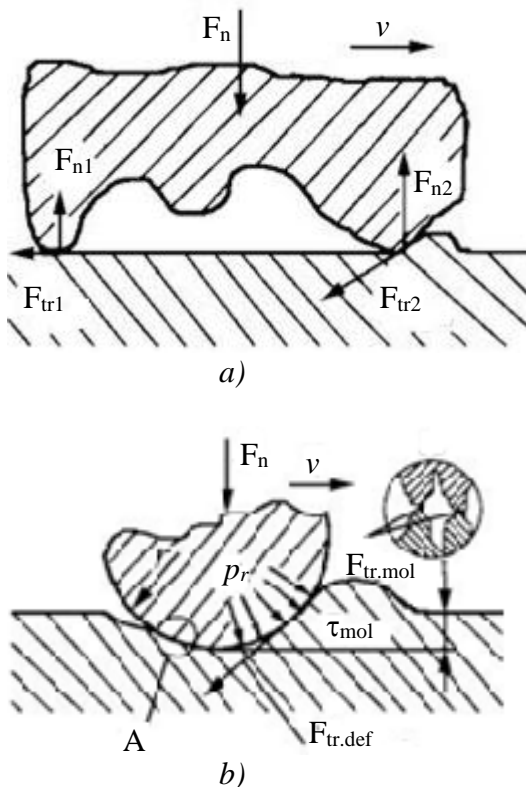 Fn
v
Fn1
Fn2
Ftr1
Ftr2
a)
Fn
v
pr
Ftr.mol
τmol
A
Ftr.def
b)